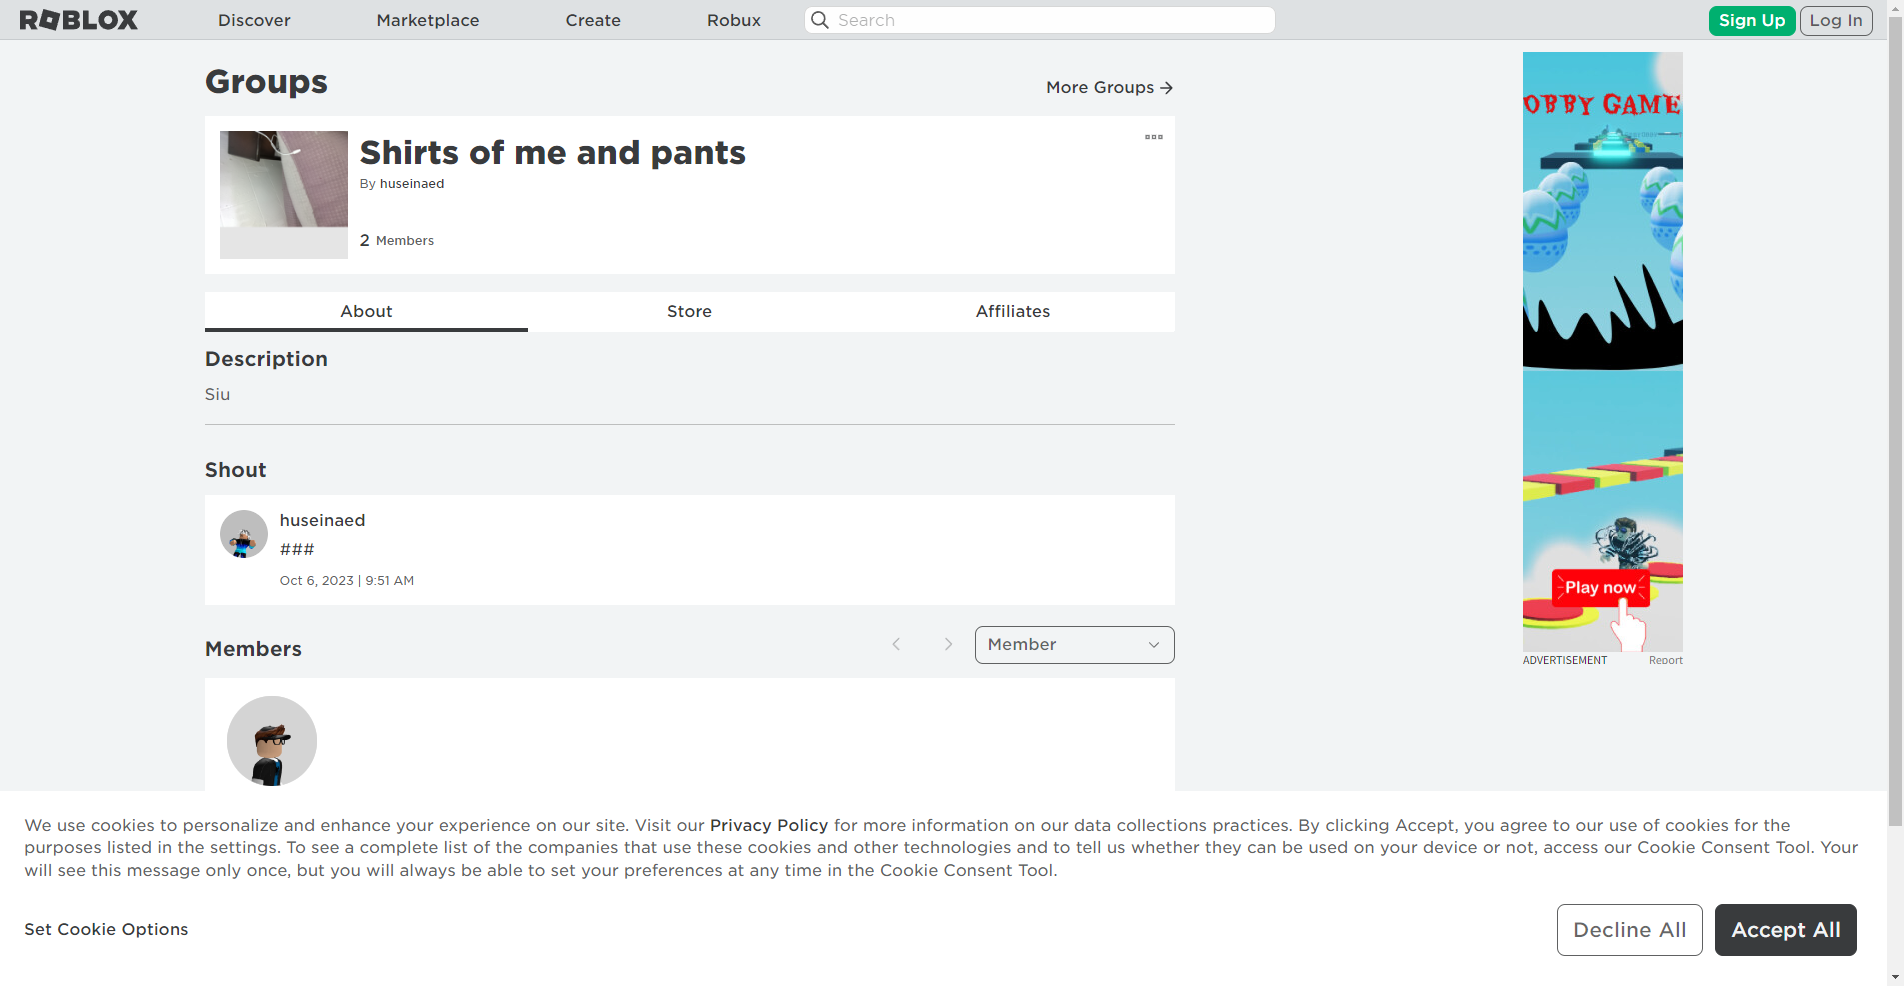 ROBLOX
Discover
Marketplace
Create
Robux
Search
Sign Up
Log In
Groups
More Groups
Shirts of me and pants
By huseinaed
2 Members
About
Store
Affiliates
Description
Siu
Shout
huseinaed
###
Oct 6, 2023 | 9:51 AM
Members
Member
OBBY GAME
Play now
ADVERTISEMENT
Report
We use cookies to personalize and enhance your experience on our site. Visit our Privacy Policy for more information on our data collections practices. By clicking Accept, you agree to our use of cookies for the
purposes listed in the settings. To see a complete list of the companies that use these cookies and other technologies and to tell us whether they can be used on your device or not, access our Cookie Consent Tool. Your
will see this message only once, but you will always be able to set your preferences at any time in the Cookie Consent Tool.
Set Cookie Options
Decline All
Accept All